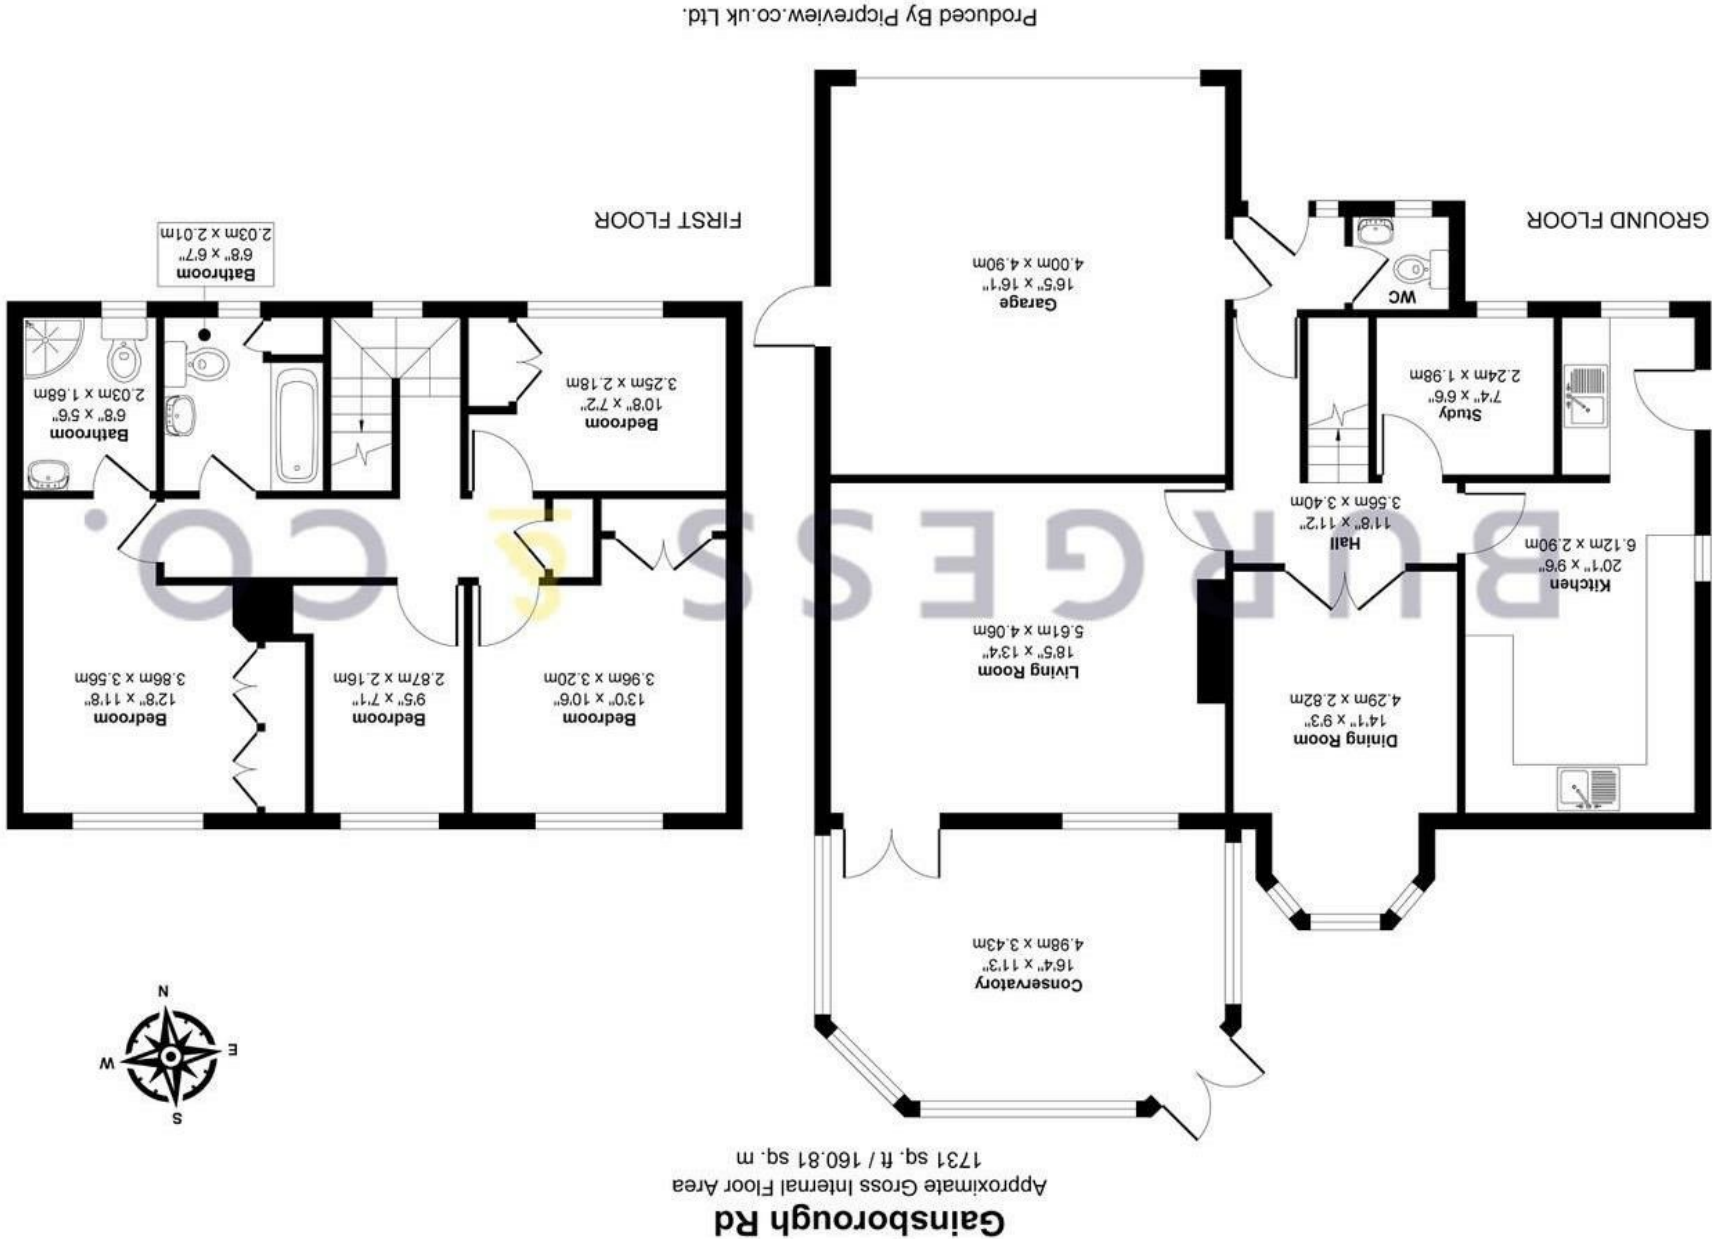 Gainsborough Rd
Approximate Gross Internal Floor Area
1731 sq. ft / 160.81 sq. m
S
E
W
N
Conservatory
16'4" x 11'3"
4.98m x 3.43m
Kitchen
20'1" x 9'6"
6.12m x 2.90m
Dining Room
14'1" x 9'3"
4.29m x 2.82m
Living Room
18'5" x 13'4"
5.61m x 4.06m
Hall
11'8" x 11'2"
3.56m x 3.40m
Study
7'4" x 6'6"
2.24m x 1.98m
WC
Garage
16'5" x 16'1"
4.00m x 4.90m
GROUND FLOOR
Bedroom
13'0" x 10'6"
3.96m x 3.20m
Bedroom
9'5" x 7'1"
2.87m x 2.16m
Bedroom
12'8" x 11'8
3.86m x 3.56m
Bedroom
10'8" x 7'2"
3.25m x 2.18m
Bathroom
6'8" x 5'6"
2.03m x 1.68m
Bathroom
6'8" x 6'7"
2.03m x 2.01m
FIRST FLOOR
BURGESS & CO.
Produced By Picpreview.co.uk Ltd.